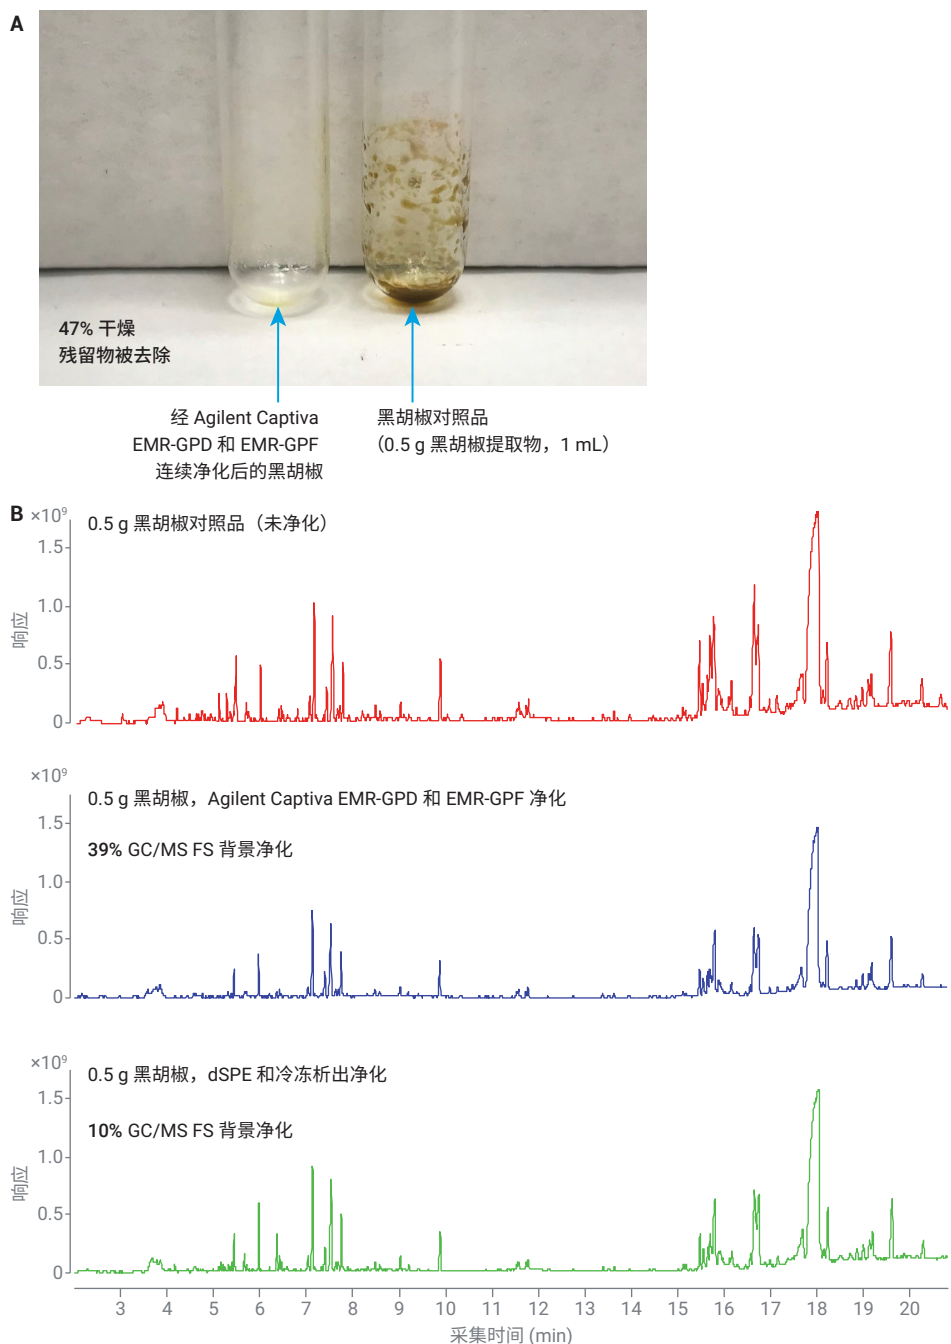 A
47% 干燥
残留物被去除
经 Agilent Captiva
EMR-GPD 和 EMR-GPF
连续净化后的黑胡椒
黑胡椒对照品
（0.5 g 黑胡椒提取物，1 mL）
B
×10⁹
0.5 g 黑胡椒对照品（未净化）
1.5
1.0
0.5
0
响应
×10⁹
0.5 g 黑胡椒，Agilent Captiva EMR-GPD 和 EMR-GPF 净化
39% GC/MS FS 背景净化
1.5
1.0
0.5
0
响应
×10⁹
0.5 g 黑胡椒，dSPE 和冷冻析出净化
10% GC/MS FS 背景净化
1.5
1.0
0.5
0
响应
3 4 5 6 7 8 9 10 11 12 13 14 15 16 17 18 19 20
采集时间 (min)